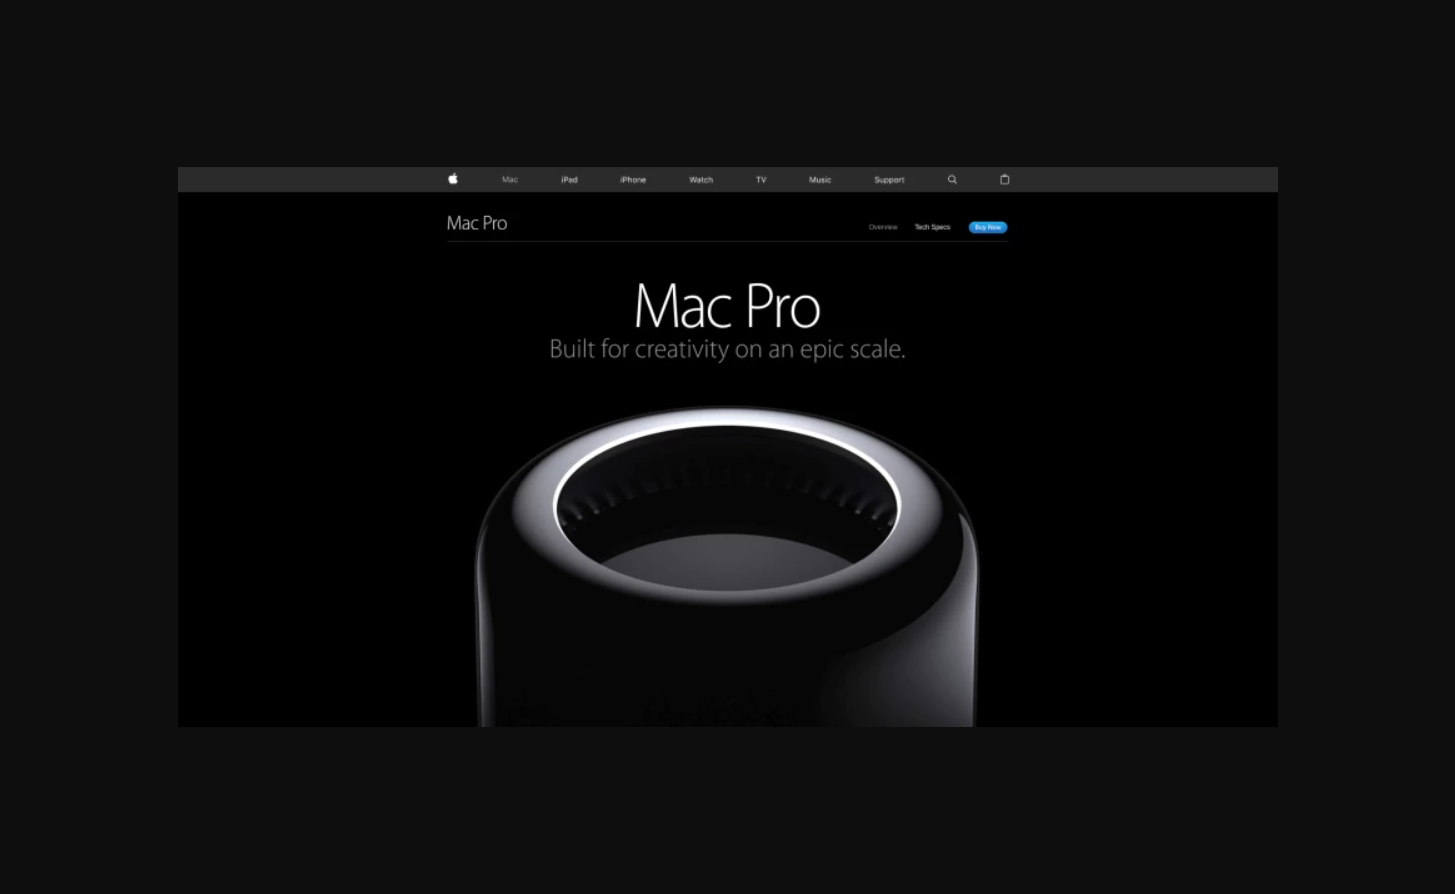 Mac iPad iPhone Watch TV Music Support
Mac Pro
Overview Tech Specs Buy Now
Mac Pro
Built for creativity on an epic scale.